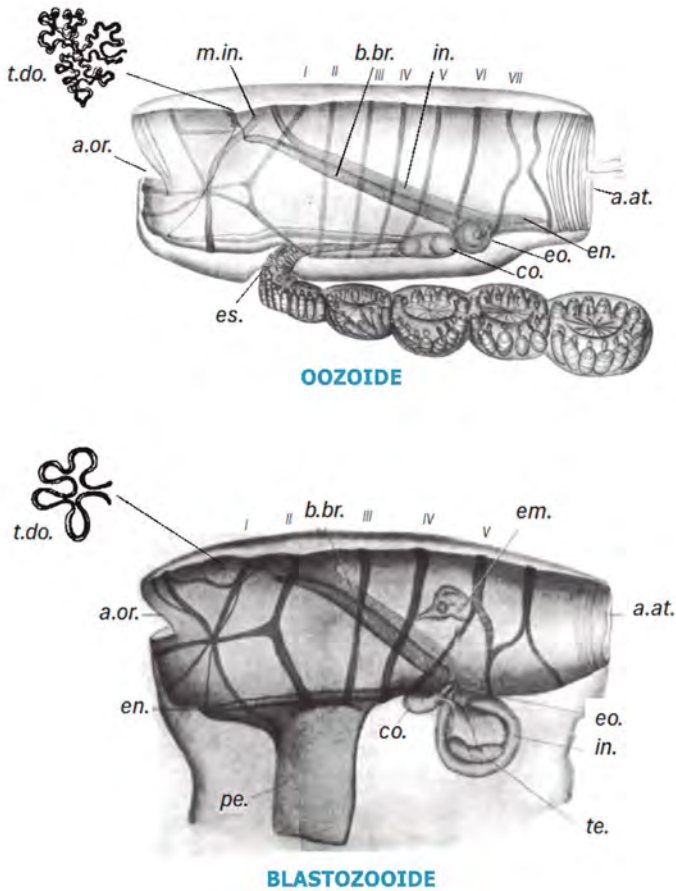 m.in.
b.br.
in.
t.do.
I II III IV V VI VII
a.or.
a.at.
en.
eo.
co.
es.
OOZOIDE
b.br.
em.
I II III IV V
t.do.
a.or.
a.at.
en.
eo.
co.
in.
pe.
te.
BLASTOZOOIDE